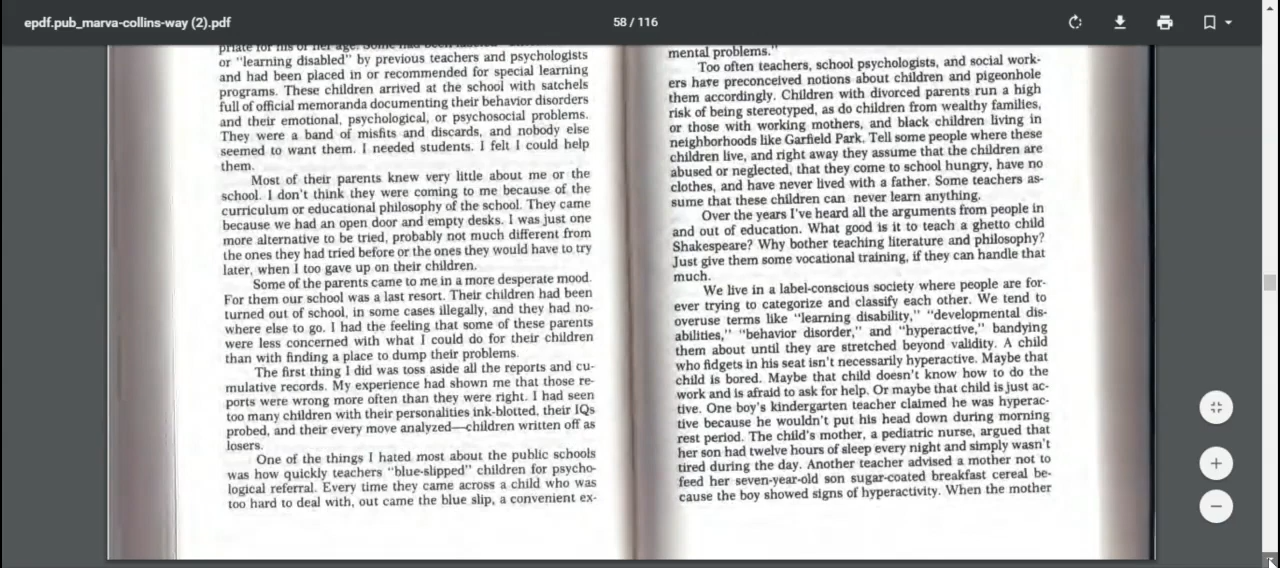 epdf.pub_marva-collins-way (2).pdf
58 / 116
priate for his or her age. Some had been
or "learning disabled" by previous teachers and psychologists
and had been placed in or recommended for special learning
programs. These children arrived at the school with satchels
full of official memoranda documenting their behavior disorders
and their emotional, psychological, or psychosocial problems.
They were a band of misfits and discards, and nobody else
seemed to want them. I needed students. I felt I could help
them.
Most of their parents knew very little about me or the
school. I don't think they were coming to me because of the
curriculum or educational philosophy of the school. They came
because we had an open door and empty desks. I was just one
more alternative to be tried, probably not much different from
the ones they had tried before or the ones they would have to try
later, when I too gave up on their children.
Some of the parents came to me in a more desperate mood.
For them our school was a last resort. Their children had been
turned out of school, in some cases illegally, and they had no-
where else to go. I had the feeling that some of these parents
were less concerned with what I could do for their children
than with finding a place to dump their problems.
The first thing I did was toss aside all the reports and cu-
mulative records. My experience had shown me that those re-
ports were wrong more often than they were right. I had seen
too many children with their personalities ink-blotted, their IQs
probed, and their every move analyzed—children written off as
losers.
One of the things I hated most about the public schools
was how quickly teachers "blue-slipped" children for psycho-
logical referral. Every time they came across a child who was
too hard to deal with, out came the blue slip, a convenient ex-
mental problems."
Too often teachers, school psychologists, and social work-
ers have preconceived notions about children and pigeonhole
them accordingly. Children with divorced parents run a high
risk of being stereotyped, as do children from wealthy families,
or those with working mothers, and black children living in
neighborhoods like Garfield Park. Tell some people where these
children live, and right away they assume that the children are
abused or neglected, that they come to school hungry, have no
clothes, and have never lived with a father. Some teachers as-
sume that these children can never learn anything.
Over the years I've heard all the arguments from people in
and out of education. What good is it to teach a ghetto child
Shakespeare? Why bother teaching literature and philosophy?
Just give them some vocational training, if they can handle that
much.
We live in a label-conscious society where people are for-
ever trying to categorize and classify each other. We tend to
overuse terms like "learning disability," "developmental dis-
abilities," "behavior disorder," and "hyperactive," bandying
them about until they are stretched beyond validity. A child
who fidgets in his seat isn't necessarily hyperactive. Maybe that
child is bored. Maybe that child doesn't know how to do the
work and is afraid to ask for help. Or maybe that child is just ac-
tive. One boy's kindergarten teacher claimed he was hyperac-
tive because he wouldn't put his head down during morning
rest period. The child's mother, a pediatric nurse, argued that
her son had twelve hours of sleep every night and simply wasn't
tired during the day. Another teacher advised a mother not to
feed her seven-year-old son sugar-coated breakfast cereal be-
cause the boy showed signs of hyperactivity. When the mother